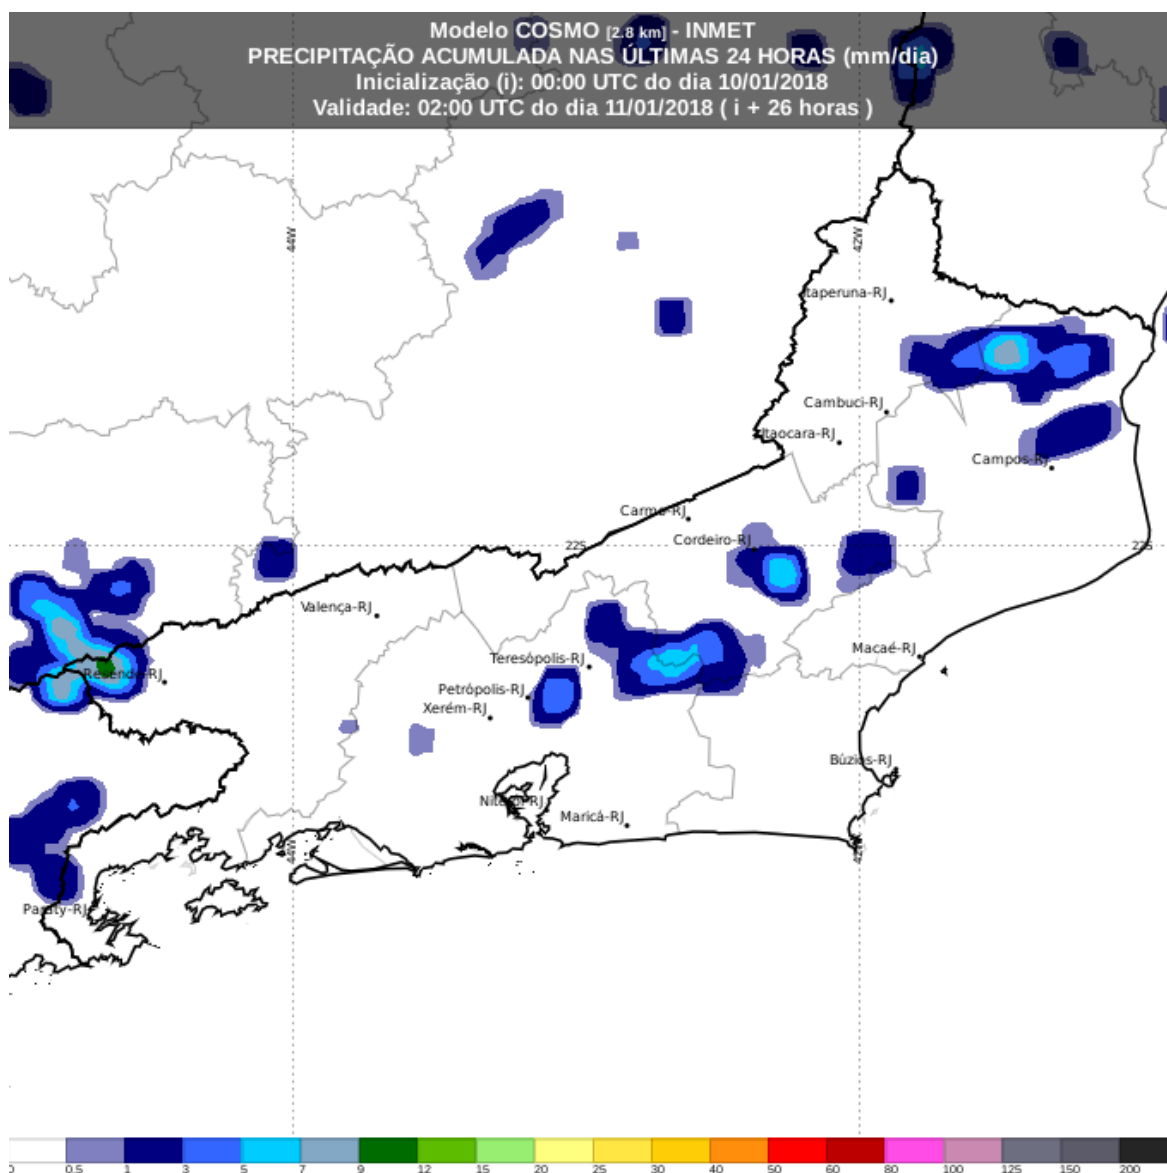 Modelo COSMO [2.8 km] - INMET
PRECIPITAÇÃO ACUMULADA NAS ÚLTIMAS 24 HORAS (mm/dia)
Inicialização (i): 00:00 UTC do dia 10/01/2018
Validade: 02:00 UTC do dia 11/01/2018 ( i + 26 horas )
44W
42W
Itaperuna-RJ
Cambuci-RJ
Itaocara-RJ
Campos-RJ
Carmo-RJ
Cordeiro-RJ
22S
22S
Valença-RJ
Macaé-RJ
Teresópolis-RJ
Resende-RJ
Petrópolis-RJ
Xerém-RJ
Búzios-RJ
Niterói-RJ
Maricá-RJ
44W
42W
Paraty-RJ
0 0.5 1 3 5 7 9 12 15 20 25 30 40 50 60 80 100 125 150 200